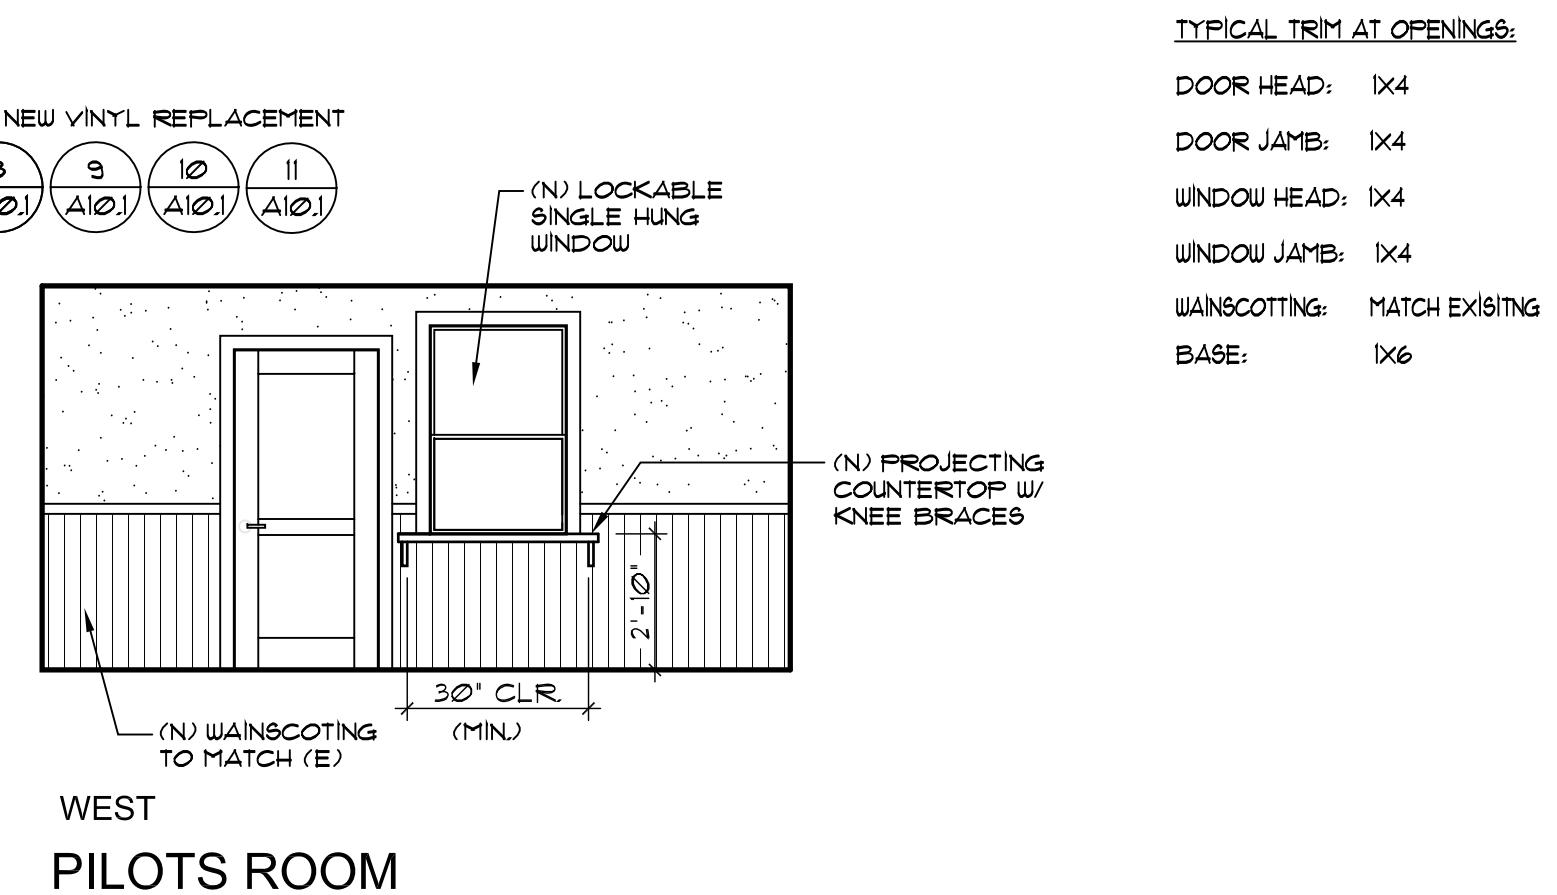 TYPICAL TRIM AT OPENINGS:
DOOR HEAD: 1X4
DOOR JAMB: 1X4
WINDOW HEAD: 1X4
WINDOW JAMB: 1X4
WAINSCOTTING: MATCH EXISITNG
BASE: 1X6
NEW VINYL REPLACEMENT
9 10 11
A10.1 A10.1 A10.1
(N) LOCKABLE
SINGLE HUNG
WINDOW
(N) PROJECTING
COUNTERTOP W/
KNEE BRACES
2'-10"
30" CLR.
(MIN.)
(N) WAINSCOTING
TO MATCH (E)
WEST
PILOTS ROOM